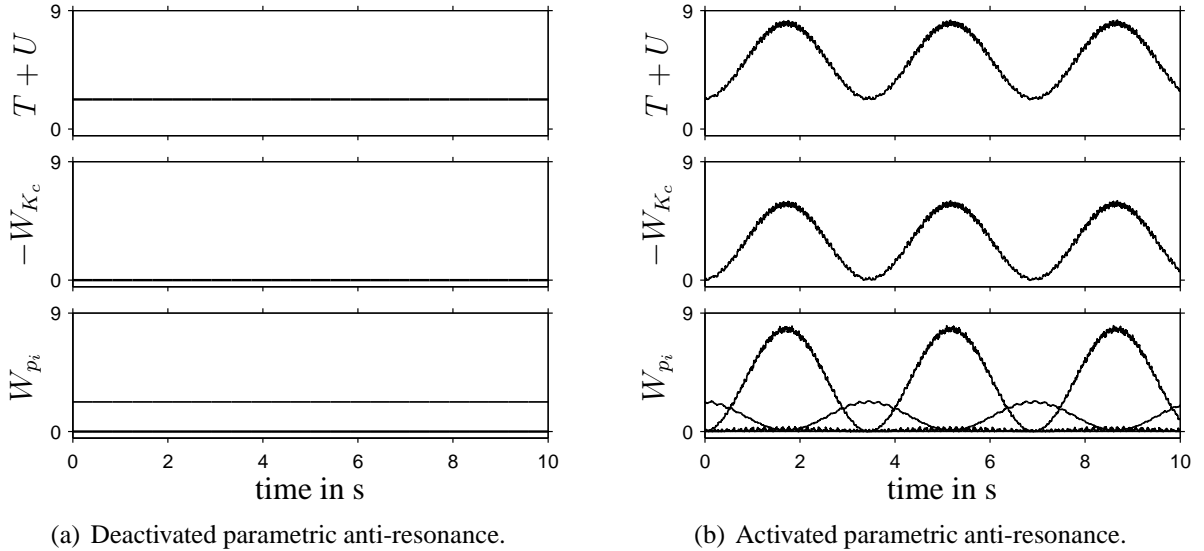 9
T + U
0
9
−W_{K_c}
0
9
W_{p_i}
0
0 2 4 6 8 10
time in s
(a) Deactivated parametric anti-resonance.
9
T + U
0
9
−W_{K_c}
0
9
W_{p_i}
0
0 2 4 6 8 10
time in s
(b) Activated parametric anti-resonance.